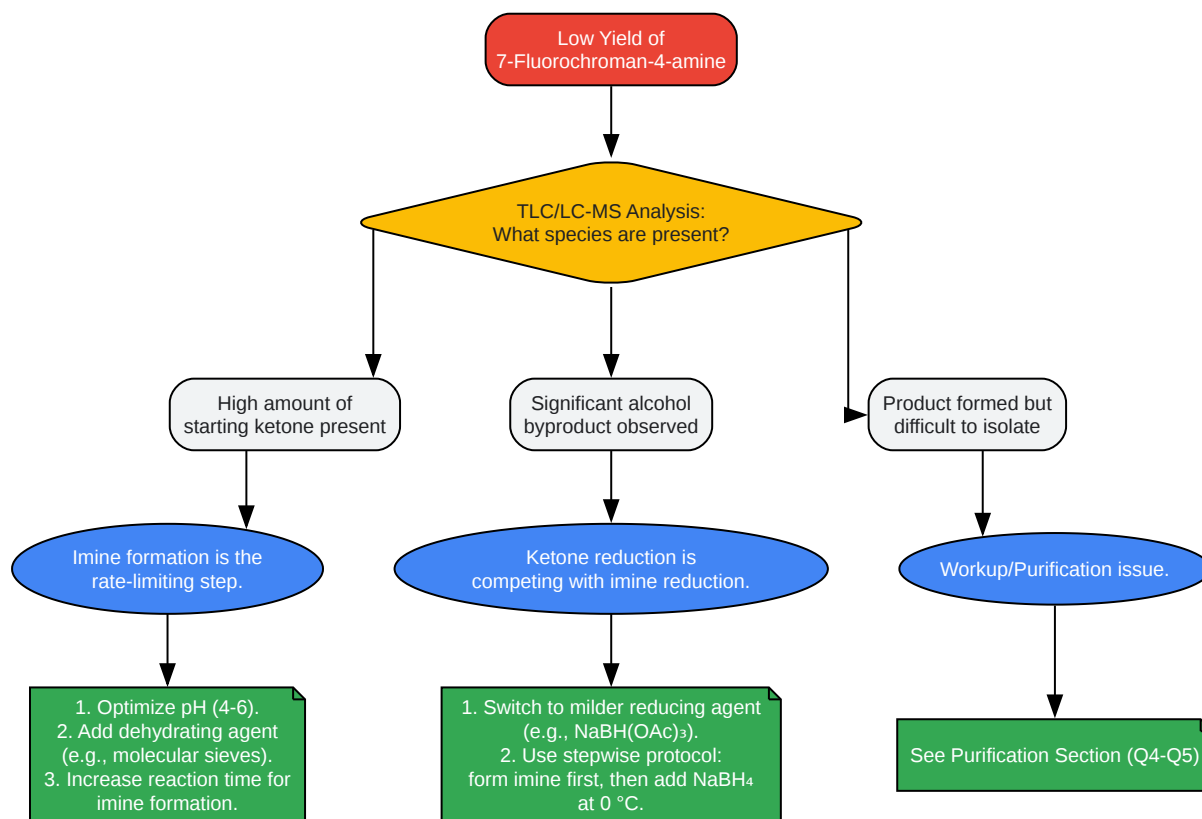 Low Yield of
7-Fluorochroman-4-amine
TLC/LC-MS Analysis:
What species are present?
High amount of
starting ketone present
Significant alcohol
byproduct observed
Product formed but
difficult to isolate
Imine formation is the
rate-limiting step.
Ketone reduction is
competing with imine reduction.
Workup/Purification issue.
1. Optimize pH (4-6).
2. Add dehydrating agent
(e.g., molecular sieves).
3. Increase reaction time for
imine formation.
1. Switch to milder reducing agent
(e.g., NaBH(OAc)₃).
2. Use stepwise protocol:
form imine first, then add NaBH₄
at 0 °C.
See Purification Section (Q4-Q5)